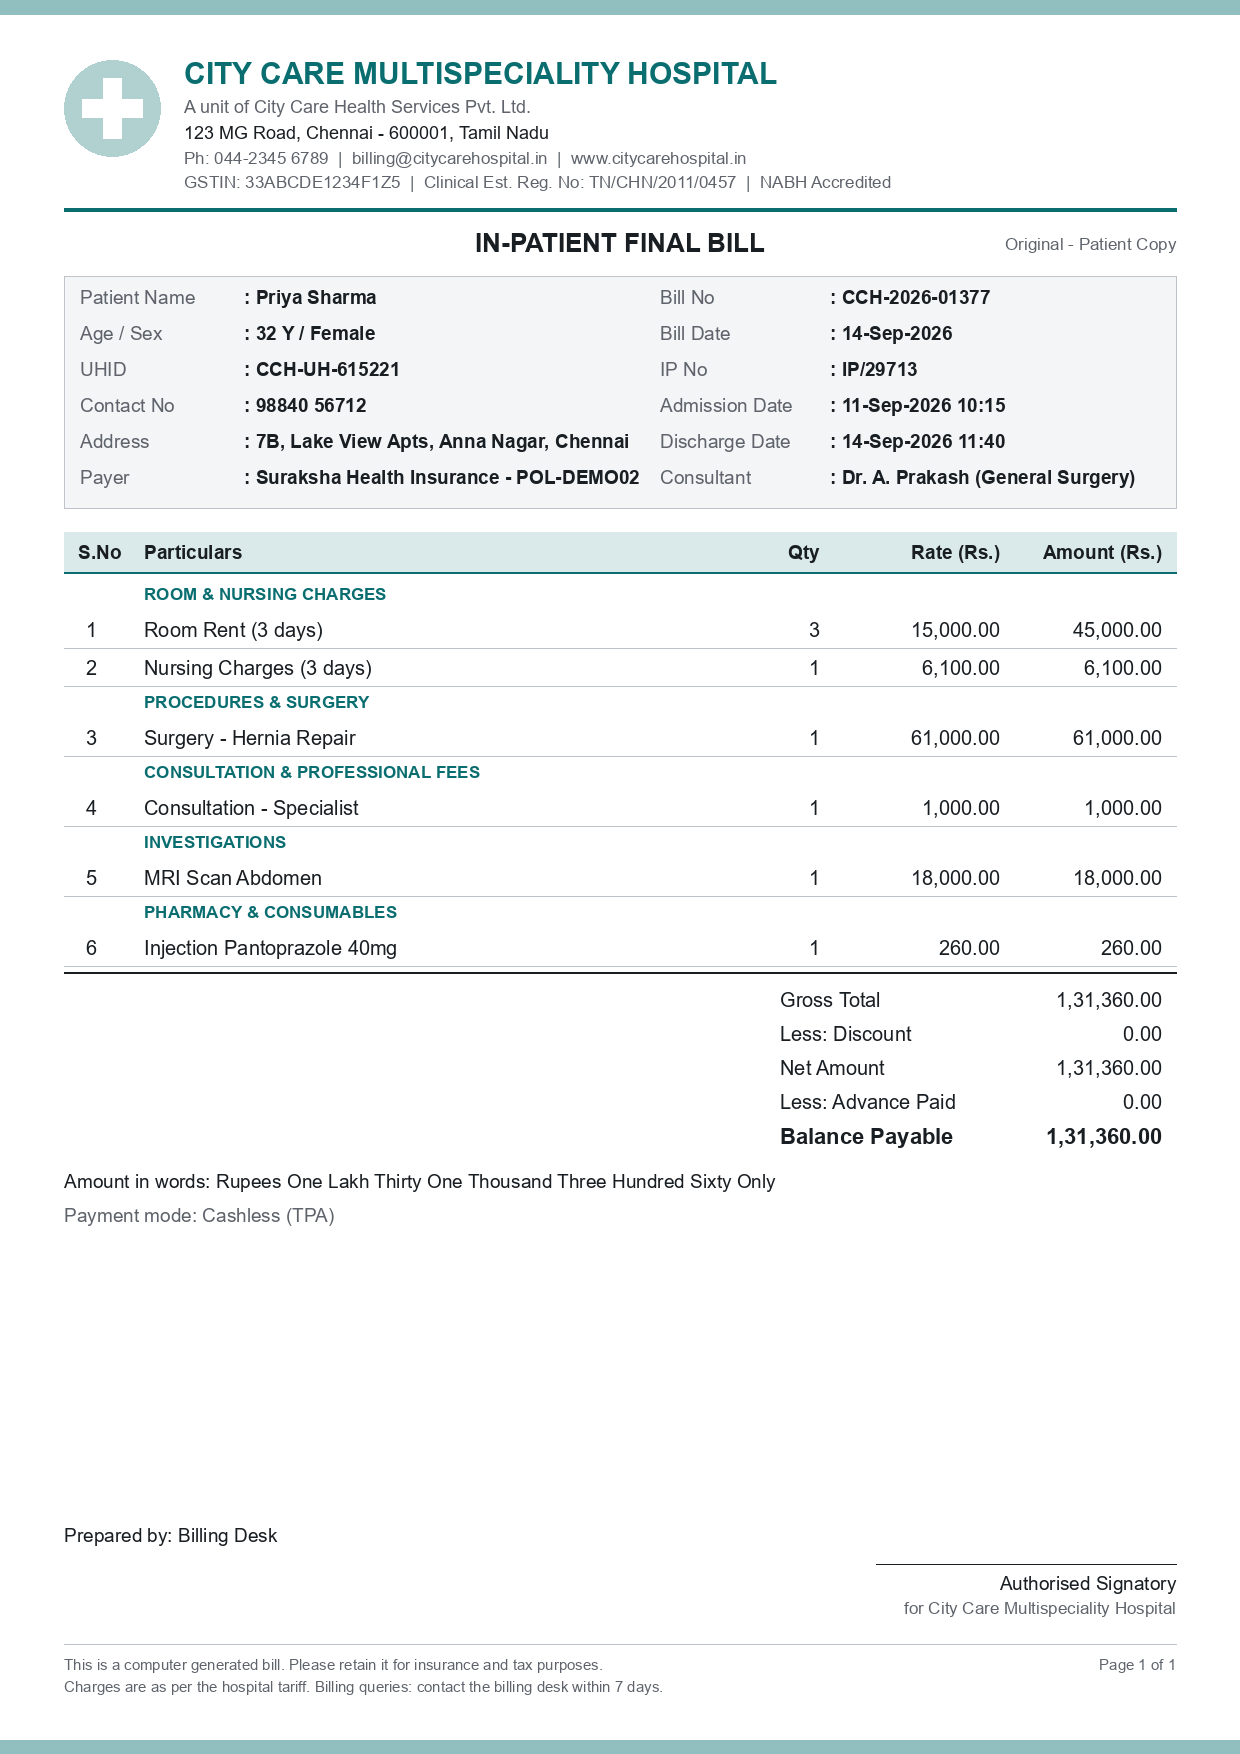 CITY CARE MULTISPECIALITY HOSPITAL
A unit of City Care Health Services Pvt. Ltd.
123 MG Road, Chennai - 600001, Tamil Nadu
Ph: 044-2345 6789 | billing@citycarehospital.in | www.citycarehospital.in
GSTIN: 33ABCDE1234F1Z5 | Clinical Est. Reg. No: TN/CHN/2011/0457 | NABH Accredited
IN-PATIENT FINAL BILL Original - Patient Copy
Patient Name : Priya Sharma Bill No : CCH-2026-01377
Age / Sex : 32 Y / Female Bill Date : 14-Sep-2026
UHID : CCH-UH-615221 IP No : IP/29713
Contact No : 98840 56712 Admission Date : 11-Sep-2026 10:15
Address : 7B, Lake View Apts, Anna Nagar, Chennai Discharge Date : 14-Sep-2026 11:40
Payer : Suraksha Health Insurance - POL-DEMO02 Consultant : Dr. A. Prakash (General Surgery)
S.No Particulars Qty Rate (Rs.) Amount (Rs.)
ROOM & NURSING CHARGES
1 Room Rent (3 days) 3 15,000.00 45,000.00
2 Nursing Charges (3 days) 1 6,100.00 6,100.00
PROCEDURES & SURGERY
3 Surgery - Hernia Repair 1 61,000.00 61,000.00
CONSULTATION & PROFESSIONAL FEES
4 Consultation - Specialist 1 1,000.00 1,000.00
INVESTIGATIONS
5 MRI Scan Abdomen 1 18,000.00 18,000.00
PHARMACY & CONSUMABLES
6 Injection Pantoprazole 40mg 1 260.00 260.00
Gross Total 1,31,360.00
Less: Discount 0.00
Net Amount 1,31,360.00
Less: Advance Paid 0.00
Balance Payable 1,31,360.00
Amount in words: Rupees One Lakh Thirty One Thousand Three Hundred Sixty Only
Payment mode: Cashless (TPA)
Prepared by: Billing Desk
Authorised Signatory
for City Care Multispeciality Hospital
This is a computer generated bill. Please retain it for insurance and tax purposes. Page 1 of 1
Charges are as per the hospital tariff. Billing queries: contact the billing desk within 7 days.